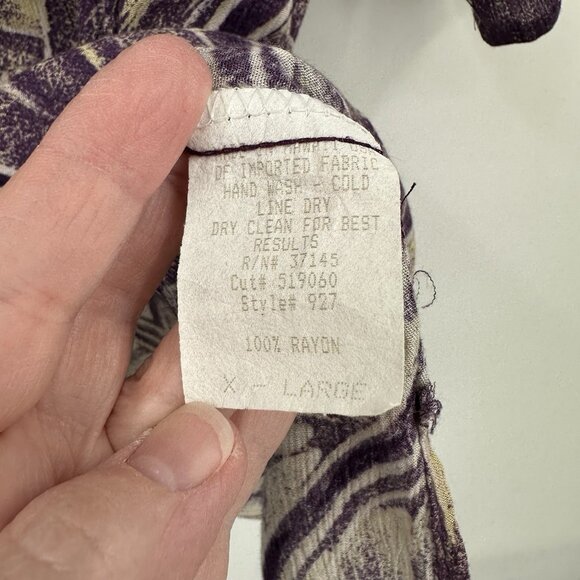 OF IMPORTED FABRIC
HAND WASH - COLD
LINE DRY
DRY CLEAN FOR BEST
RESULTS
R/N# 37145
Cut# 519060
Style# 927
100% RAYON
X - LARGE